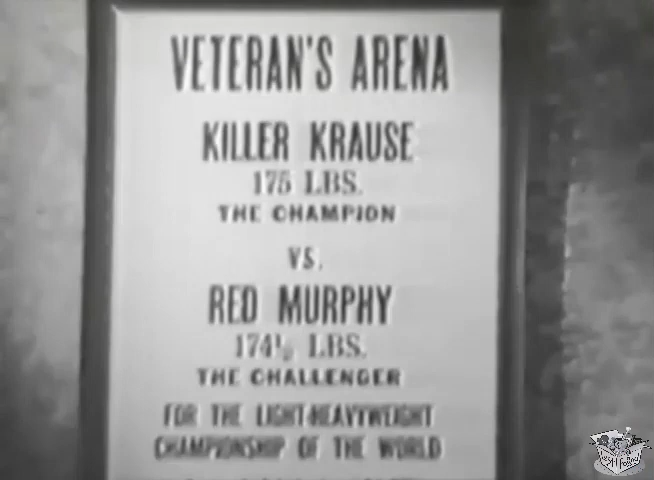 VETERAN'S ARENA
KILLER KRAUSE
175 LBS.
THE CHAMPION
VS.
RED MURPHY
174½ LBS.
THE CHALLENGER
FOR THE LIGHT-HEAVYWEIGHT
CHAMPIONSHIP OF THE WORLD